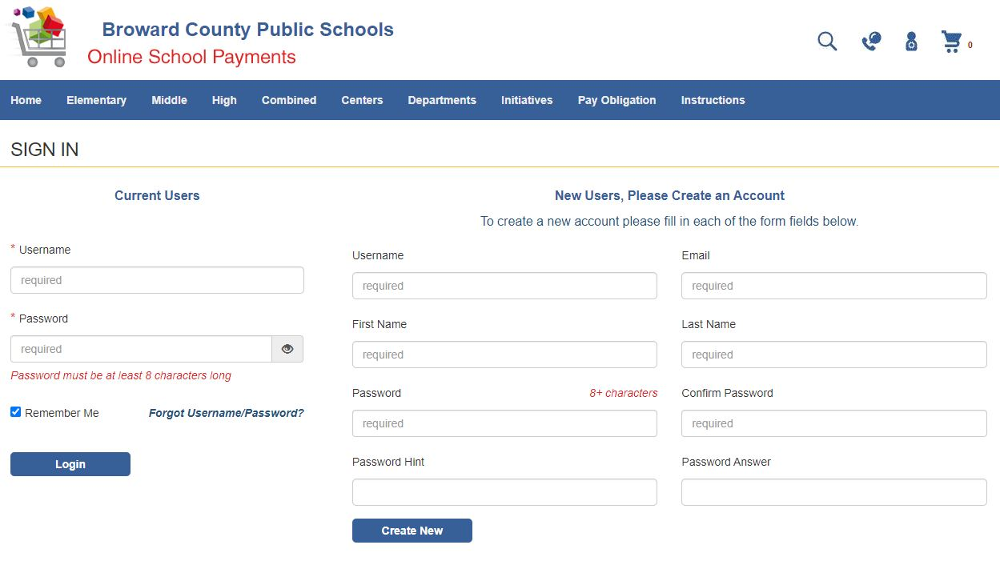 Broward County Public Schools
Online School Payments
0
Home Elementary Middle High Combined Centers Departments Initiatives Pay Obligation Instructions
SIGN IN
Current Users
* Username
required
* Password
required
Password must be at least 8 characters long
Remember Me Forgot Username/Password?
Login
New Users, Please Create an Account
To create a new account please fill in each of the form fields below.
Username Email
required required
First Name Last Name
required required
Password 8+ characters Confirm Password
required required
Password Hint Password Answer
Create New